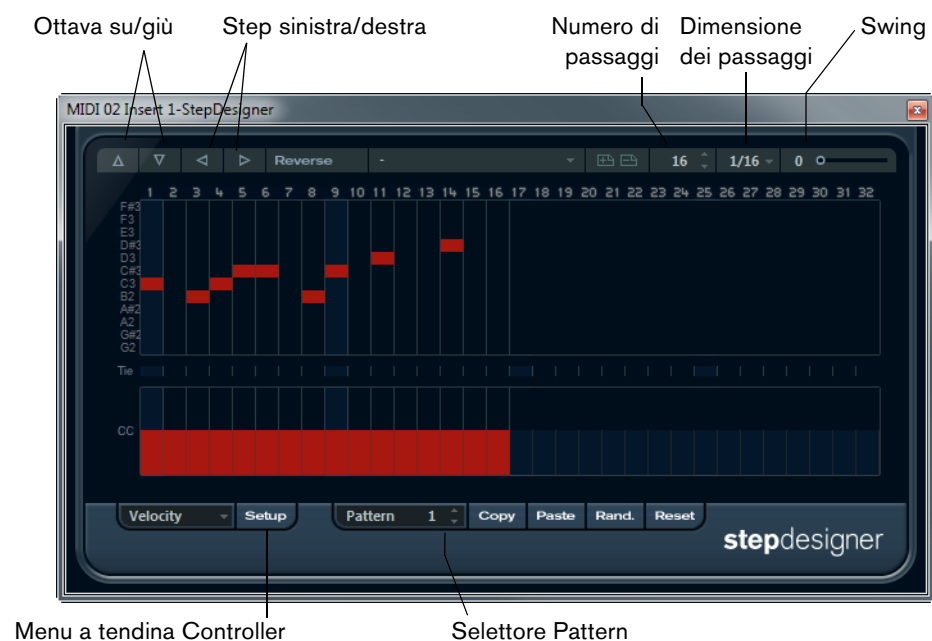 Ottava su/giù Step sinistra/destra Numero di passaggi Dimensione dei passaggi Swing
MIDI 02 Insert 1-StepDesigner
Reverse - 16 1/16 0
1 2 3 4 5 6 7 8 9 10 11 12 13 14 15 16 17 18 19 20 21 22 23 24 25 26 27 28 29 30 31 32
F#3
F3
E3
D#3
D3
C#3
C3
B2
A#2
A2
G#2
G2
Tie
CC
Velocity Setup Pattern 1 Copy Paste Rand. Reset
stepdesigner
Menu a tendina Controller Selettore Pattern